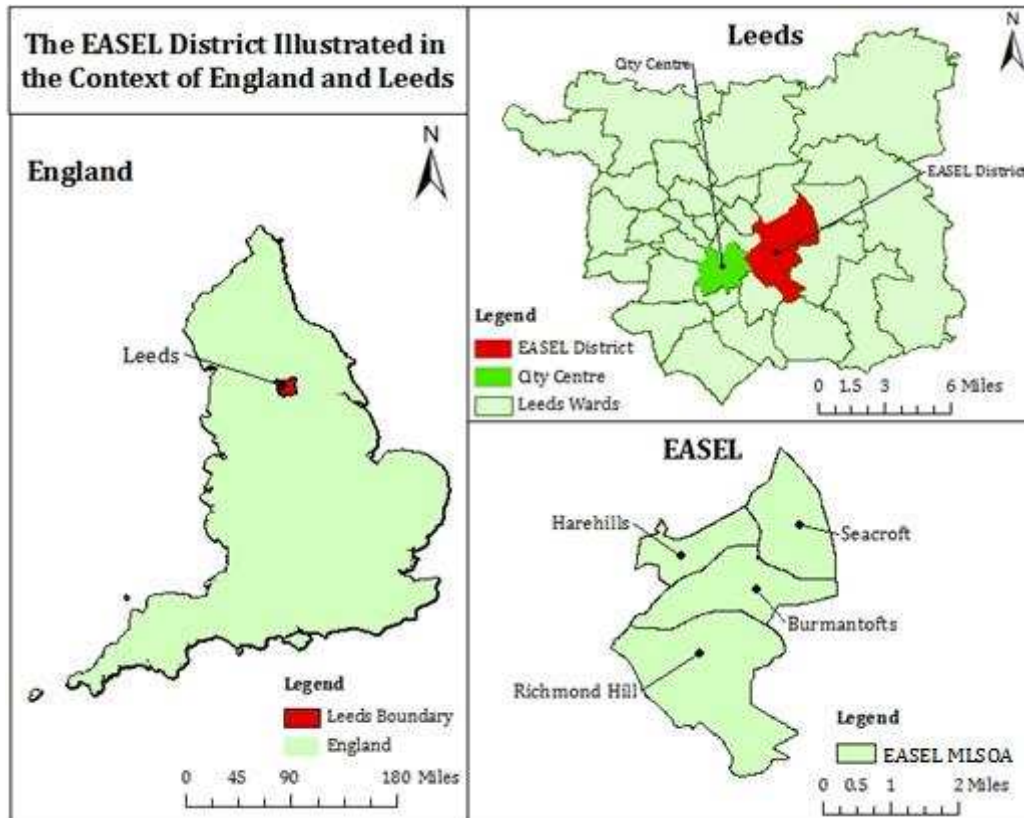 The EASEL District Illustrated in
the Context of England and Leeds
England
N
Leeds
Legend
Leeds Boundary
England
0 45 90 180 Miles
Leeds
N
City Centre
EASEL District
Legend
EASEL District
City Centre
Leeds Wards
0 1.5 3 6 Miles
EASEL
Harehills
Seacroft
Burmantofts
Richmond Hill
Legend
EASEL MLSOA
0 0.5 1 2 Miles